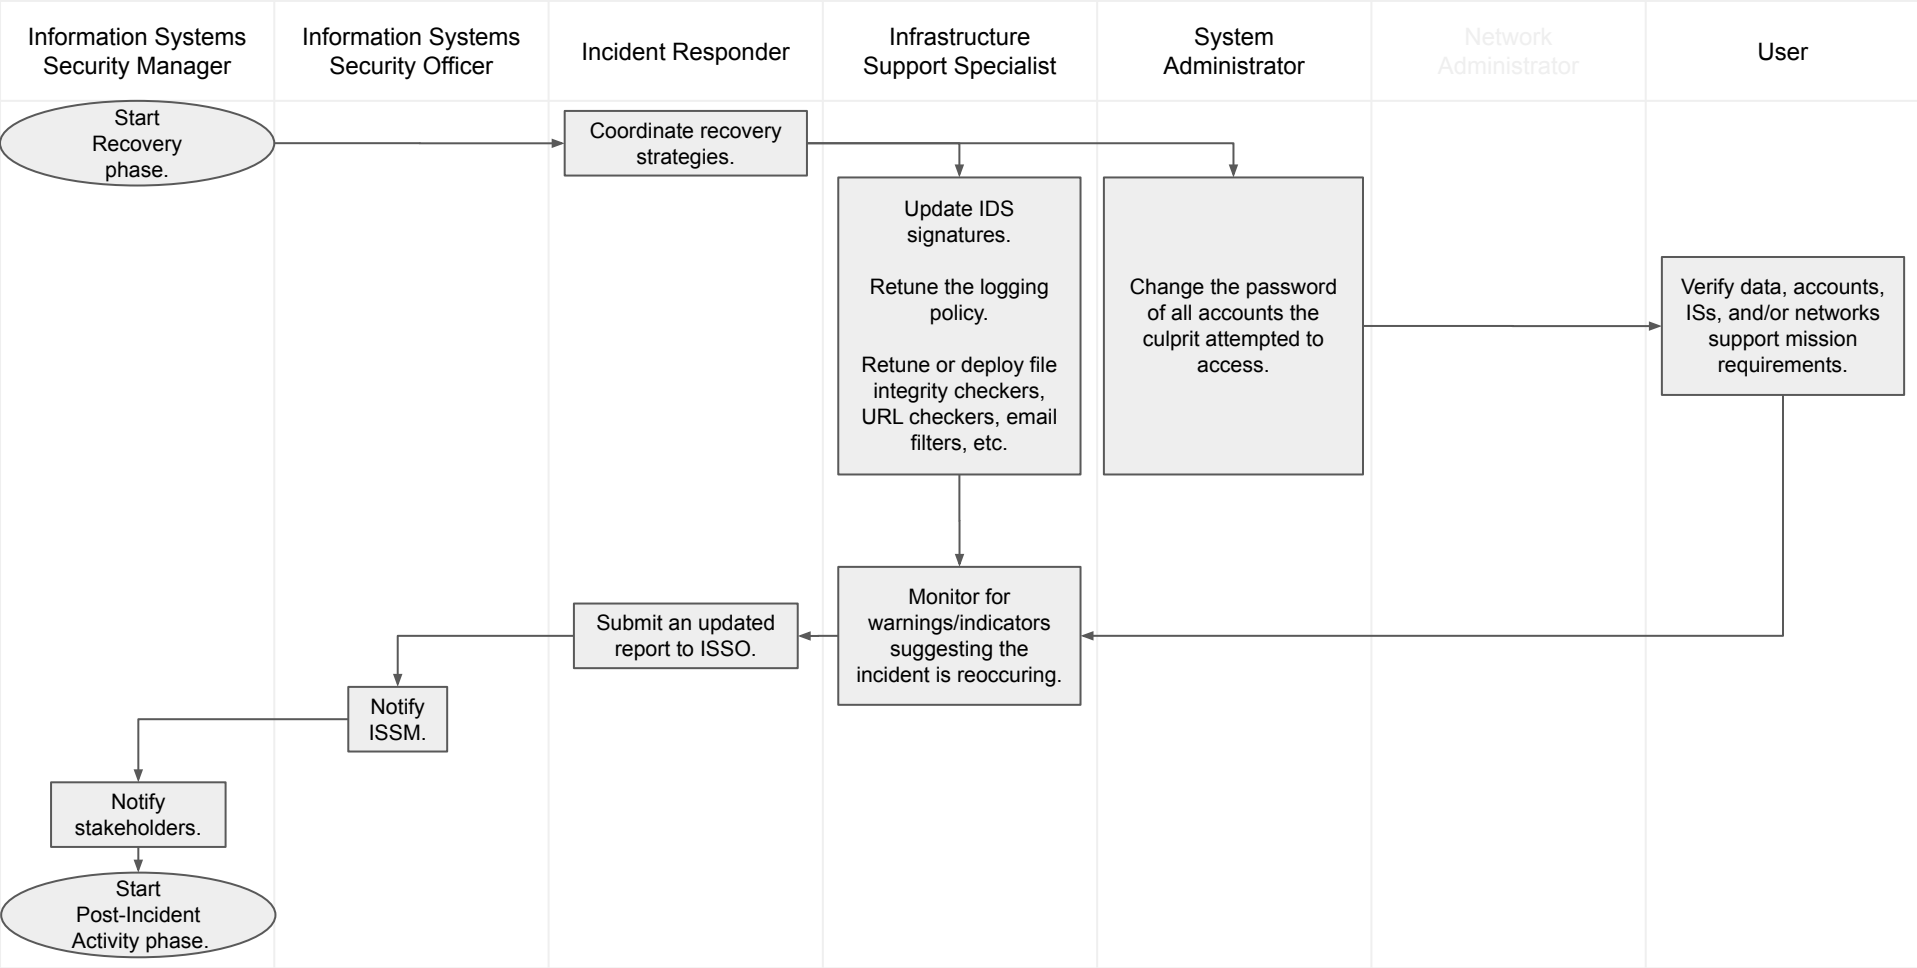 Information Systems
Security Manager
Information Systems
Security Officer
Incident Responder
Infrastructure
Support Specialist
System
Administrator
Network
Administrator
User
Start
Recovery
phase.
Coordinate recovery
strategies.
Update IDS
signatures.
Retune the logging
policy.
Retune or deploy file
integrity checkers,
URL checkers, email
filters, etc.
Change the password
of all accounts the
culprit attempted to
access.
Verify data, accounts,
ISs, and/or networks
support mission
requirements.
Monitor for
warnings/indicators
suggesting the
incident is reoccuring.
Submit an updated
report to ISSO.
Notify
ISSM.
Notify
stakeholders.
Start
Post-Incident
Activity phase.